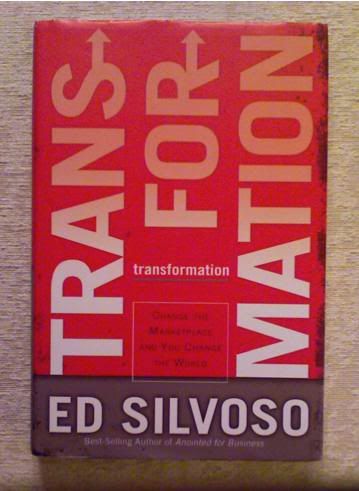 TRANS
FOR
MATION
transformation
CHANGE THE
MARKETPLACE
AND YOU CHANGE
THE WORLD
ED SILVOSO
Best-Selling Author of Anointed for Business